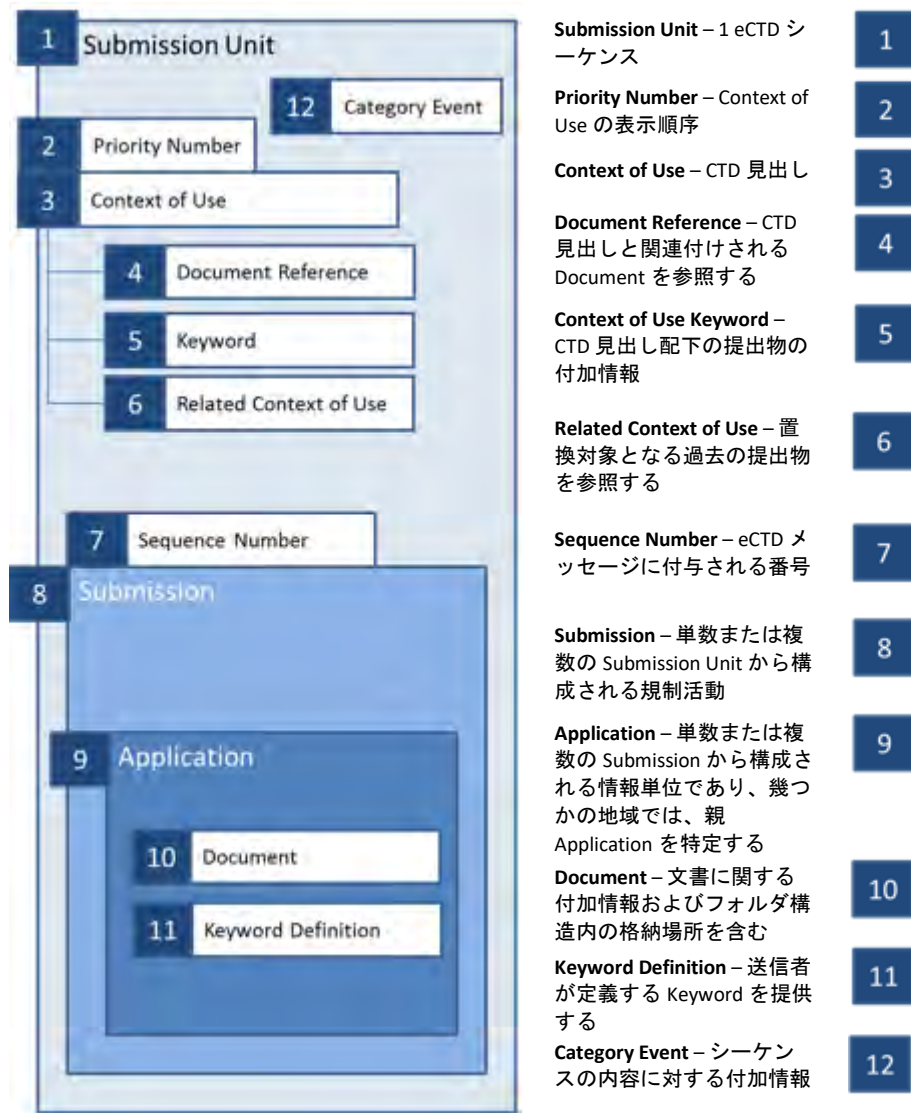 1 Submission Unit
12 Category Event
2 Priority Number
3 Context of Use
4 Document Reference
5 Keyword
6 Related Context of Use
7 Sequence Number
8 Submission
9 Application
10 Document
11 Keyword Definition
Submission Unit – 1 eCTD シ
ーケンス
1
Priority Number – Context of
Use の表示順序
2
Context of Use – CTD 見出し
3
Document Reference – CTD
見出しと関連付けされる
Document を参照する
4
Context of Use Keyword –
CTD 見出し配下の提出物の
付加情報
5
Related Context of Use – 置
換対象となる過去の提出物
を参照する
6
Sequence Number – eCTD メ
ッセージに付与される番号
7
Submission – 単数または複
数の Submission Unit から構
成される規制活動
8
Application – 単数または複
数の Submission から構成さ
れる情報単位であり、幾つ
かの地域では、親
Application を特定する
9
Document – 文書に関する
付加情報およびフォルダ構
造内の格納場所を含む
10
Keyword Definition – 送信者
が定義する Keyword を提供
する
11
Category Event – シーケン
スの内容に対する付加情報
12